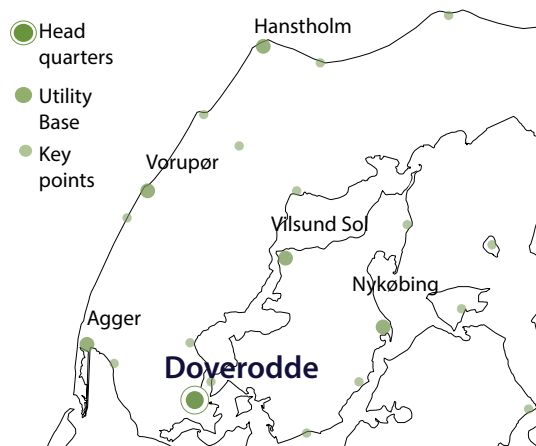 Head
quarters
Utility
Base
Key
points
Hanstholm
Vorupør
Vilsund Sol
Nykøbing
Agger
Doverodde